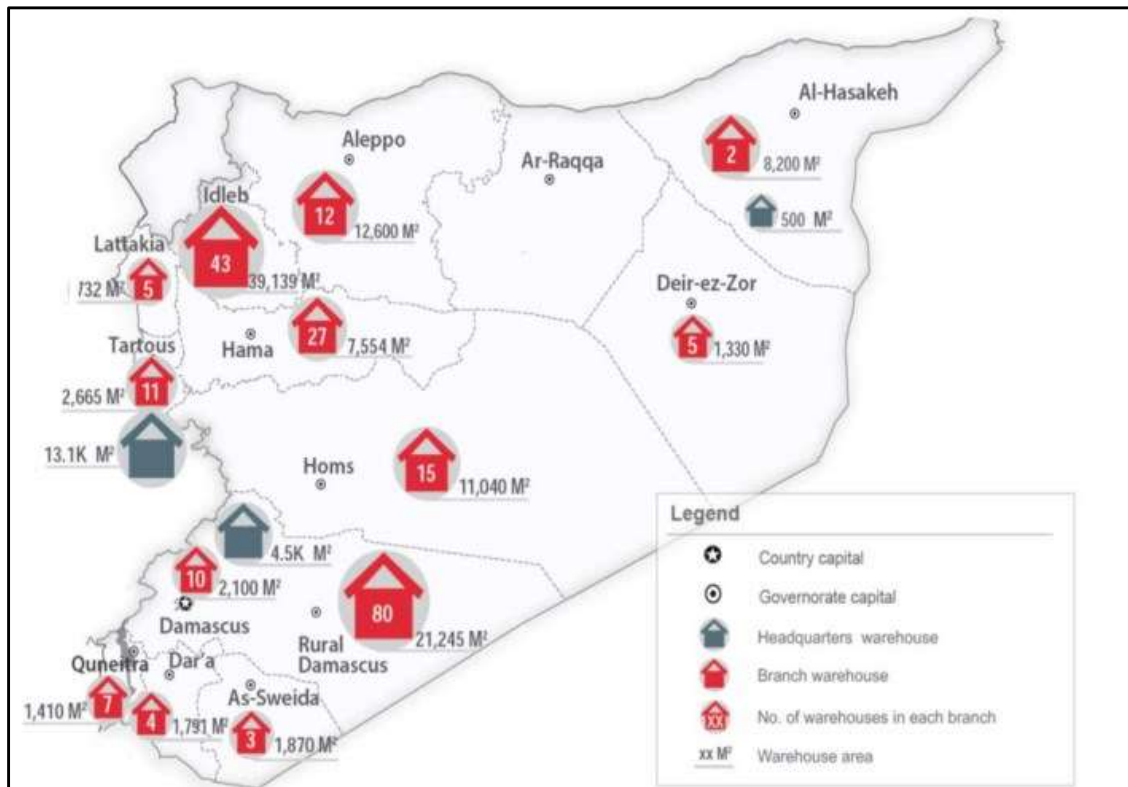 Al-Hasakeh
2
8,200 M²
500 M²
Aleppo
12
12,600 M²
Ar-Raqqa
Idleb
43
39,139 M²
Lattakia
5
732 M²
Deir-ez-Zor
5
1,330 M²
Hama
27
7,554 M²
Tartous
11
2,665 M²
13.1K M²
Homs
15
11,040 M²
4.5K M²
10
2,100 M²
Damascus
80
21,245 M²
Rural
Damascus
Quneitra
7
1,410 M²
Dar'a
4
1,791 M²
As-Sweida
3
1,870 M²
Legend
Country capital
Governorate capital
Headquarters warehouse
Branch warehouse
XX No. of warehouses in each branch
xx M² Warehouse area